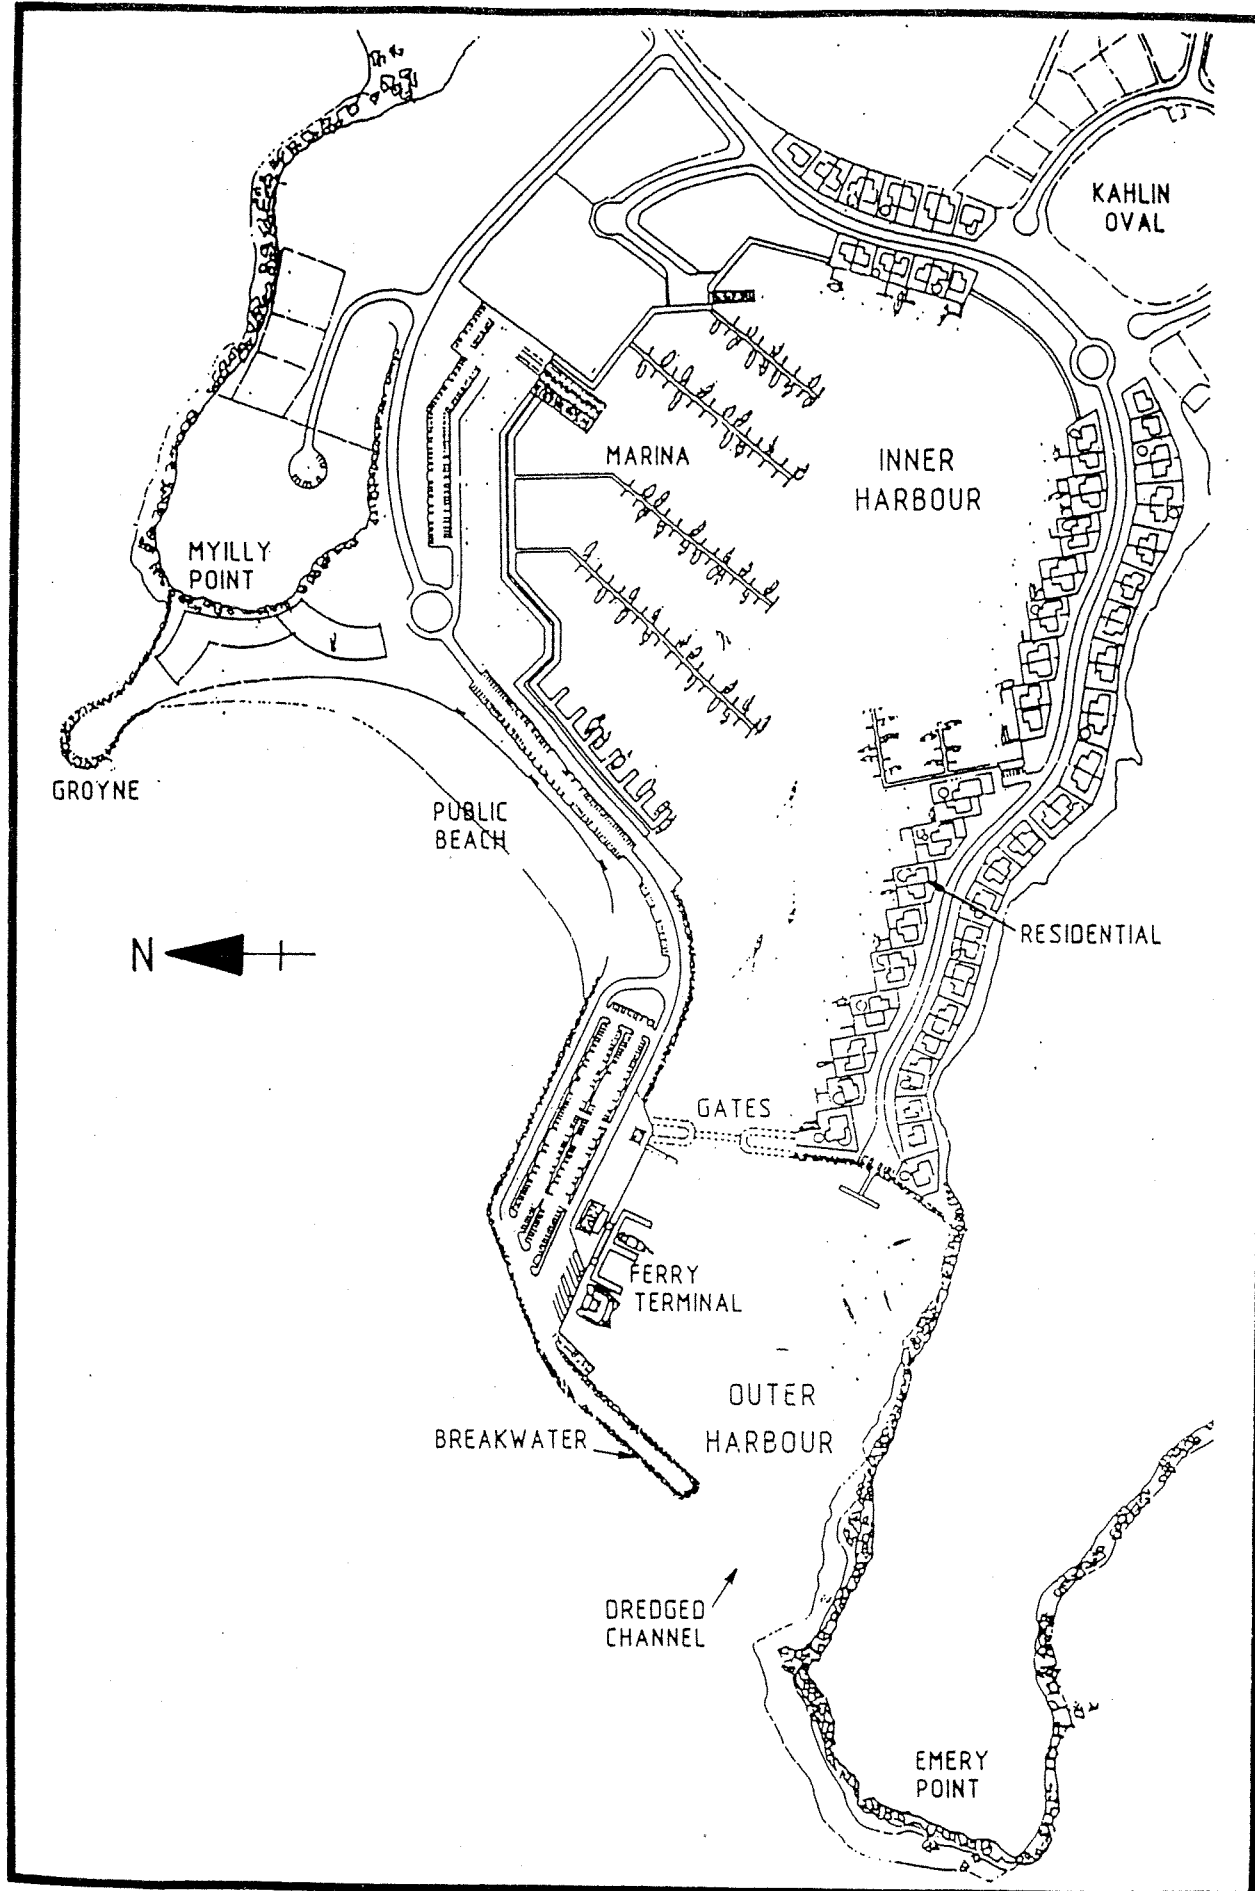 KAHLIN
OVAL
MARINA
INNER
HARBOUR
MYILLY
POINT
GROYNE
PUBLIC
BEACH
N
RESIDENTIAL
GATES
FERRY
TERMINAL
OUTER
HARBOUR
BREAKWATER
DREDGED
CHANNEL
EMERY
POINT